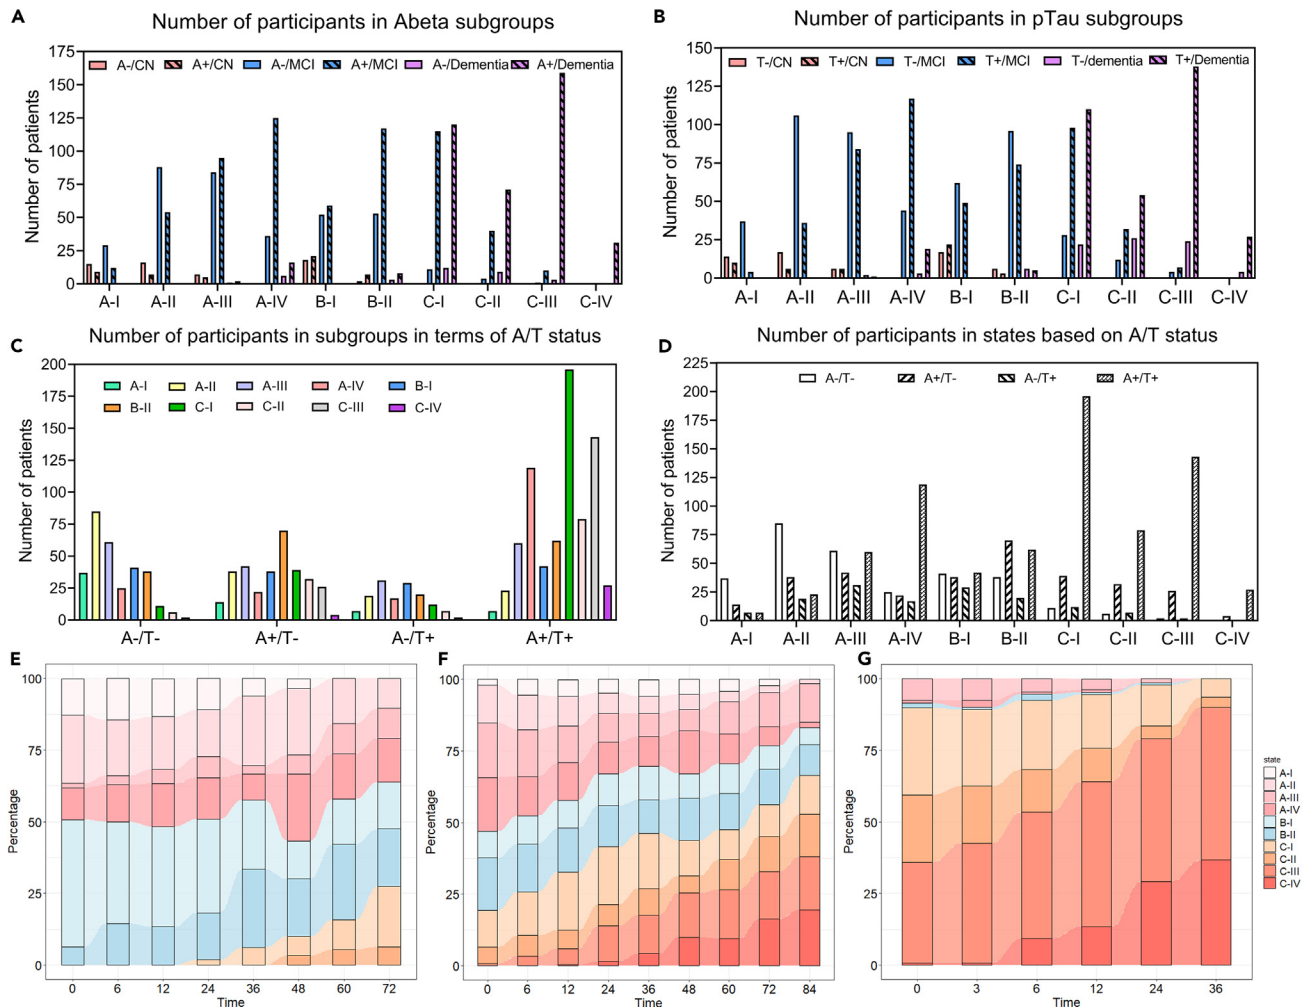 A
Number of participants in Abeta subgroups
Number of patients
175
150
125
100
75
50
25
0
A-/CN A+/CN A-/MCI A+/MCI A-/Dementia A+/Dementia
A-I A-II A-III A-IV B-I B-II C-I C-II C-III C-IV
B
Number of participants in pTau subgroups
Number of patients
150
125
100
75
50
25
0
T-/CN T+/CN T-/MCI T+/MCI T-/dementia T+/Dementia
A-I A-II A-III A-IV B-I B-II C-I C-II C-III C-IV
C
Number of participants in subgroups in terms of A/T status
Number of patients
200
175
150
125
100
75
50
25
0
A-I A-II A-III A-IV B-I
B-II C-I C-II C-III C-IV
A-/T- A+/T- A-/T+ A+/T+
D
Number of participants in states based on A/T status
Number of patients
225
200
175
150
125
100
75
50
25
0
A-/T- A+/T- A-/T+ A+/T+
A-I A-II A-III A-IV B-I B-II C-I C-II C-III C-IV
E
Percentage
100
75
50
25
0
0 6 12 24 36 48 60 72
Time
F
Percentage
100
75
50
25
0
0 6 12 24 36 48 60 72 84
Time
G
Percentage
100
75
50
25
0
0 3 6 12 24 36
Time
state
A-I
A-II
A-III
A-IV
B-I
B-II
C-I
C-II
C-III
C-IV